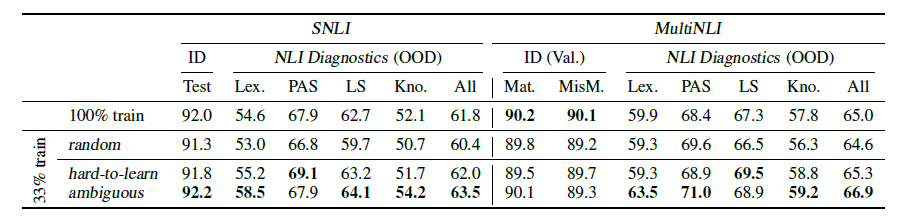 SNLI MultiNLI
ID NLI Diagnostics (OOD) ID (Val.) NLI Diagnostics (OOD)
Test Lex. PAS LS Kno. All Mat. MisM. Lex. PAS LS Kno. All
100% train 92.0 54.6 67.9 62.7 52.1 61.8 90.2 90.1 59.9 68.4 67.3 57.8 65.0
33% train
random 91.3 53.0 66.8 59.7 50.7 60.4 89.8 89.2 59.3 69.6 66.5 56.3 64.6
hard-to-learn 91.8 55.2 69.1 63.2 51.7 62.0 89.5 89.7 59.3 68.9 69.5 58.8 65.3
ambiguous 92.2 58.5 67.9 64.1 54.2 63.5 90.1 89.3 63.5 71.0 68.9 59.2 66.9